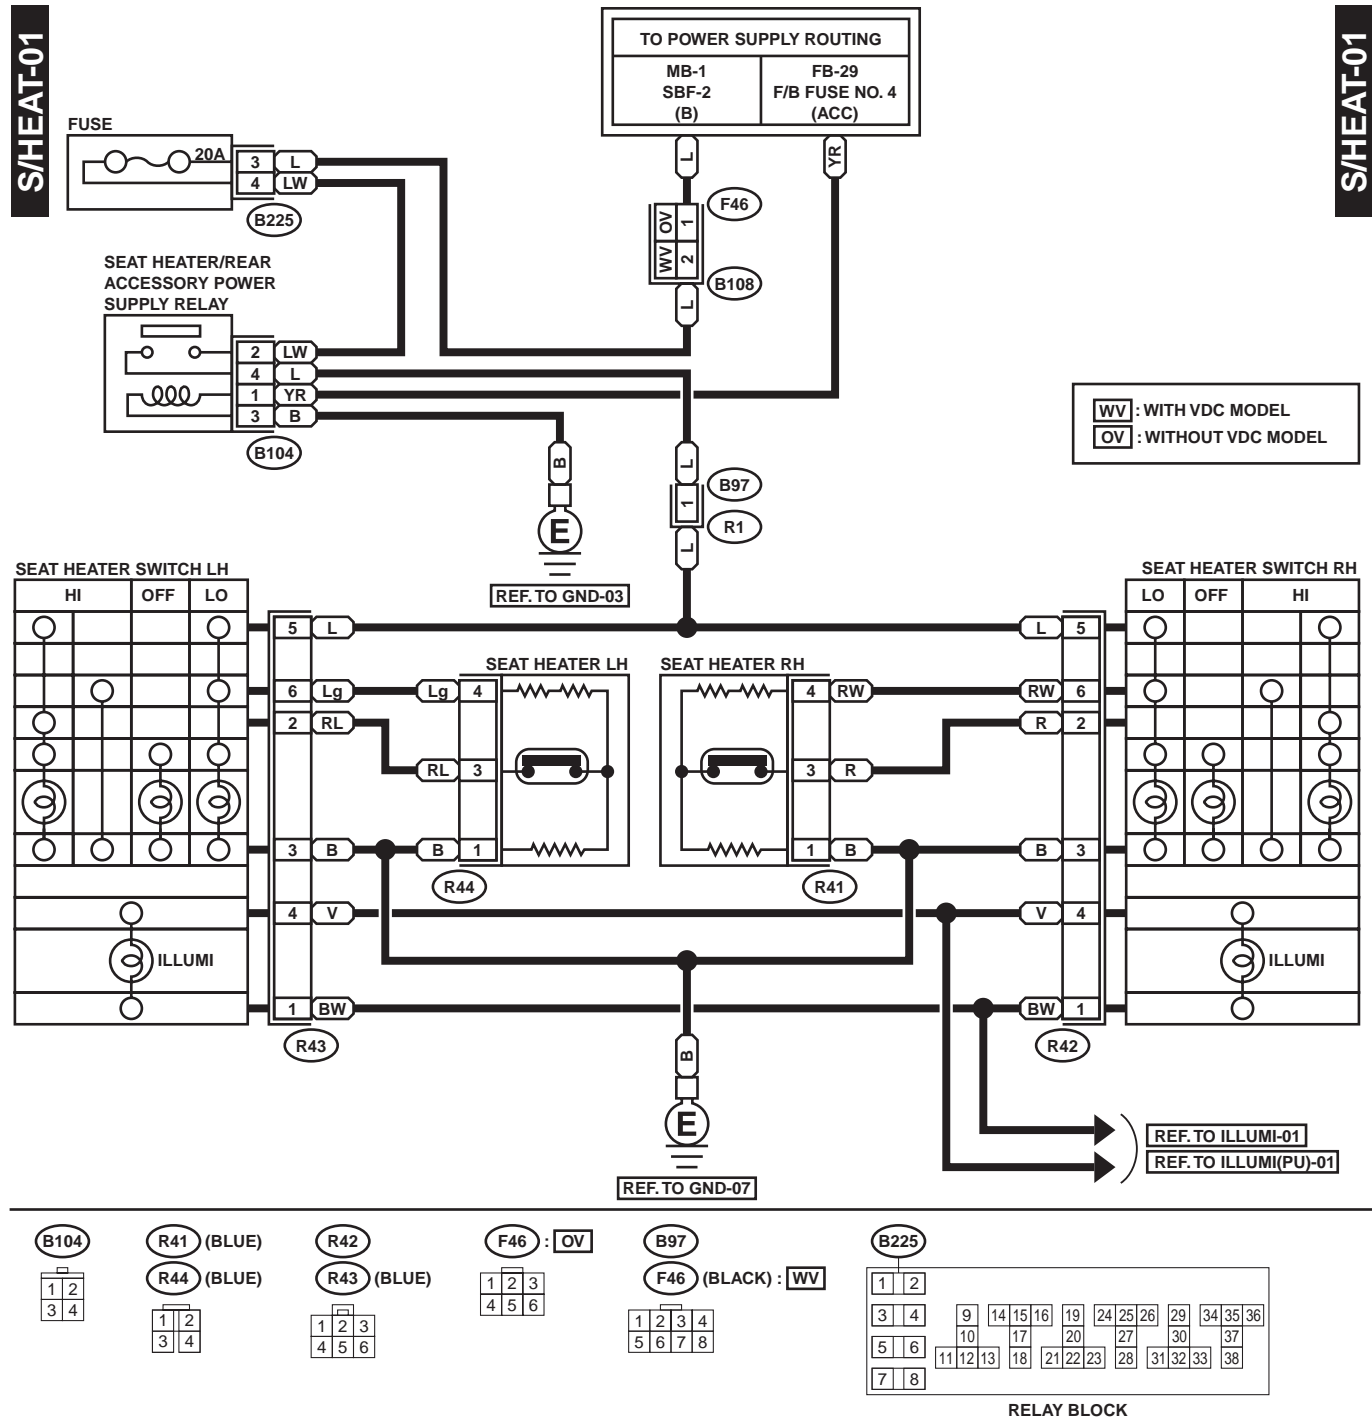 S/HEAT-01
S/HEAT-01
TO POWER SUPPLY ROUTING
MB-1
SBF-2
(B)
FB-29
F/B FUSE NO. 4
(ACC)
FUSE
20A
3 L
4 LW
B225
L
YR
F46
OV 1
WV 2
B108
L
SEAT HEATER/REAR
ACCESSORY POWER
SUPPLY RELAY
2 LW
4 L
1 YR
3 B
B104
WV : WITH VDC MODEL
OV : WITHOUT VDC MODEL
B
E
REF. TO GND-03
L
B97
1
R1
L
SEAT HEATER SWITCH LH
HI OFF LO
SEAT HEATER SWITCH RH
LO OFF HI
5 L
L 5
SEAT HEATER LH
SEAT HEATER RH
6 Lg
Lg 4
4 RW
RW 6
2 RL
R 2
RL 3
3 R
3 B
B 1
1 B
B 3
R44
R41
4 V
V 4
ILLUMI
ILLUMI
1 BW
BW 1
R43
R42
B
E
REF. TO GND-07
REF. TO ILLUMI-01
REF. TO ILLUMI(PU)-01
B104
1 2
3 4
R41 (BLUE)
R44 (BLUE)
1 2
3 4
R42
R43 (BLUE)
1 2 3
4 5 6
F46 : OV
1 2 3
4 5 6
B97
F46 (BLACK) : WV
1 2 3 4
5 6 7 8
B225
1 2
3 4 9 14 15 16 19 24 25 26 29 34 35 36
10 17 20 27 30 37
5 6 11 12 13 18 21 22 23 28 31 32 33 38
7 8
RELAY BLOCK